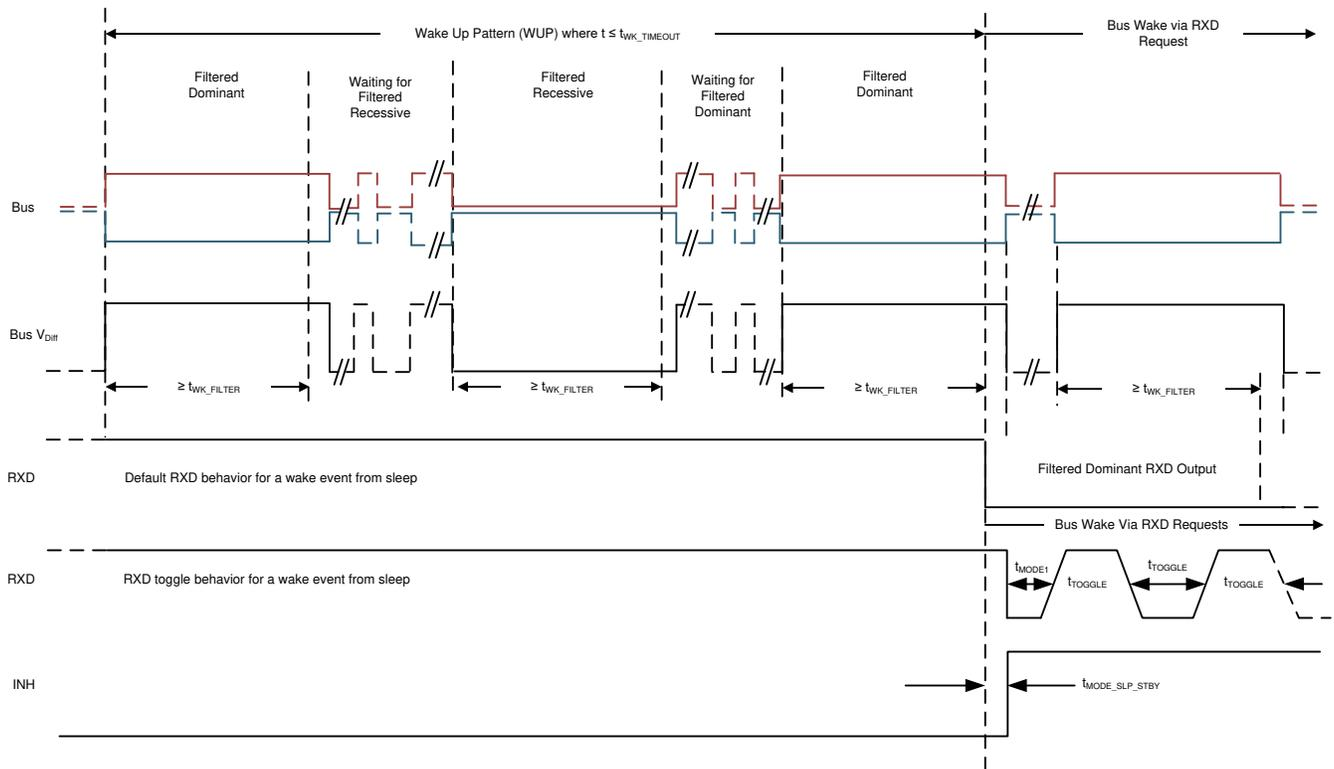 Wake Up Pattern (WUP) where t ≤ tWK_TIMEOUT
Bus Wake via RXD
Request
Filtered
Dominant
Waiting for
Filtered
Recessive
Filtered
Recessive
Waiting for
Filtered
Dominant
Filtered
Dominant
Bus
Bus VDiff
≥ tWK_FILTER
≥ tWK_FILTER
≥ tWK_FILTER
≥ tWK_FILTER
RXD
Default RXD behavior for a wake event from sleep
Filtered Dominant RXD Output
Bus Wake Via RXD Requests
RXD
RXD toggle behavior for a wake event from sleep
tMODE1
tTOGGLE
tTOGGLE
tTOGGLE
INH
tMODE_SLP_STBY